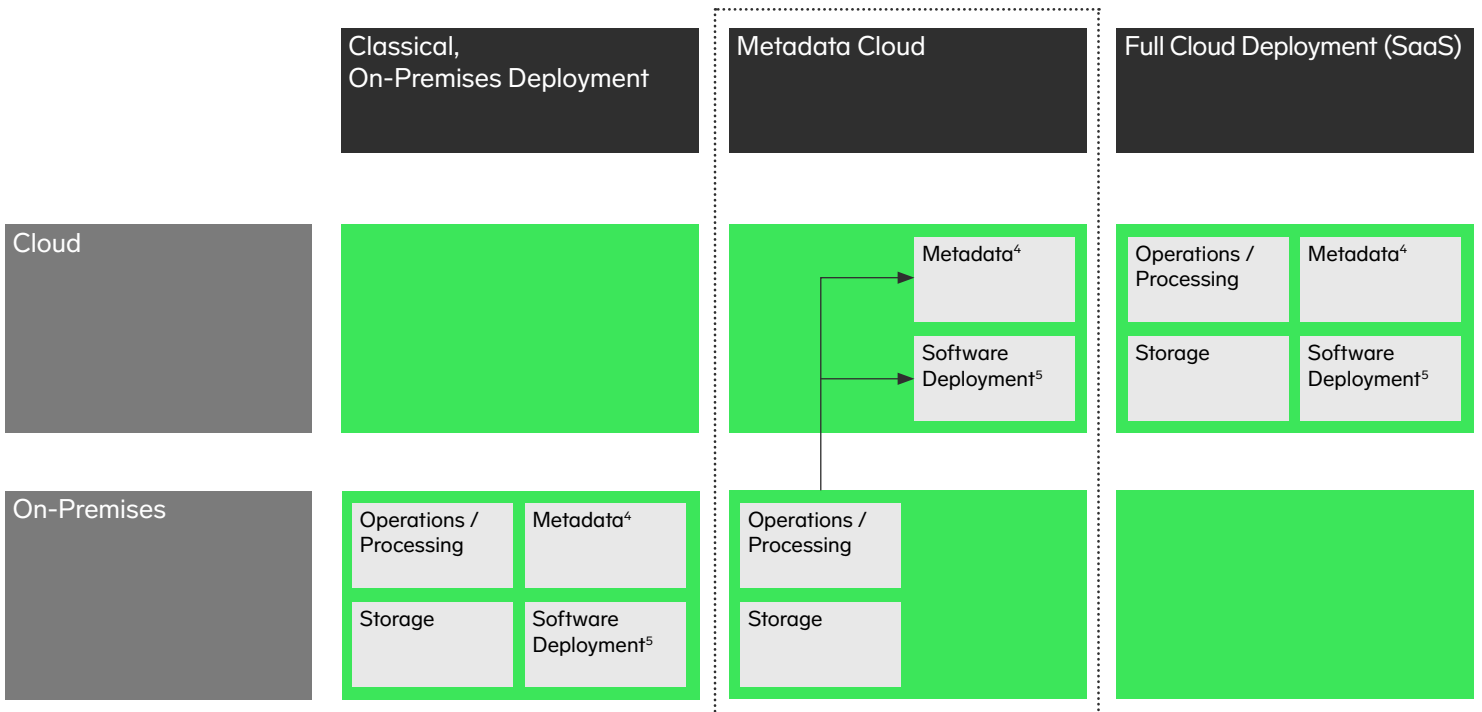 Classical,
On-Premises Deployment
Metadata Cloud
Full Cloud Deployment (SaaS)
Cloud
Metadata⁴
Software
Deployment⁵
Operations /
Processing
Metadata⁴
Storage
Software
Deployment⁵
On-Premises
Operations /
Processing
Metadata⁴
Storage
Software
Deployment⁵
Operations /
Processing
Storage